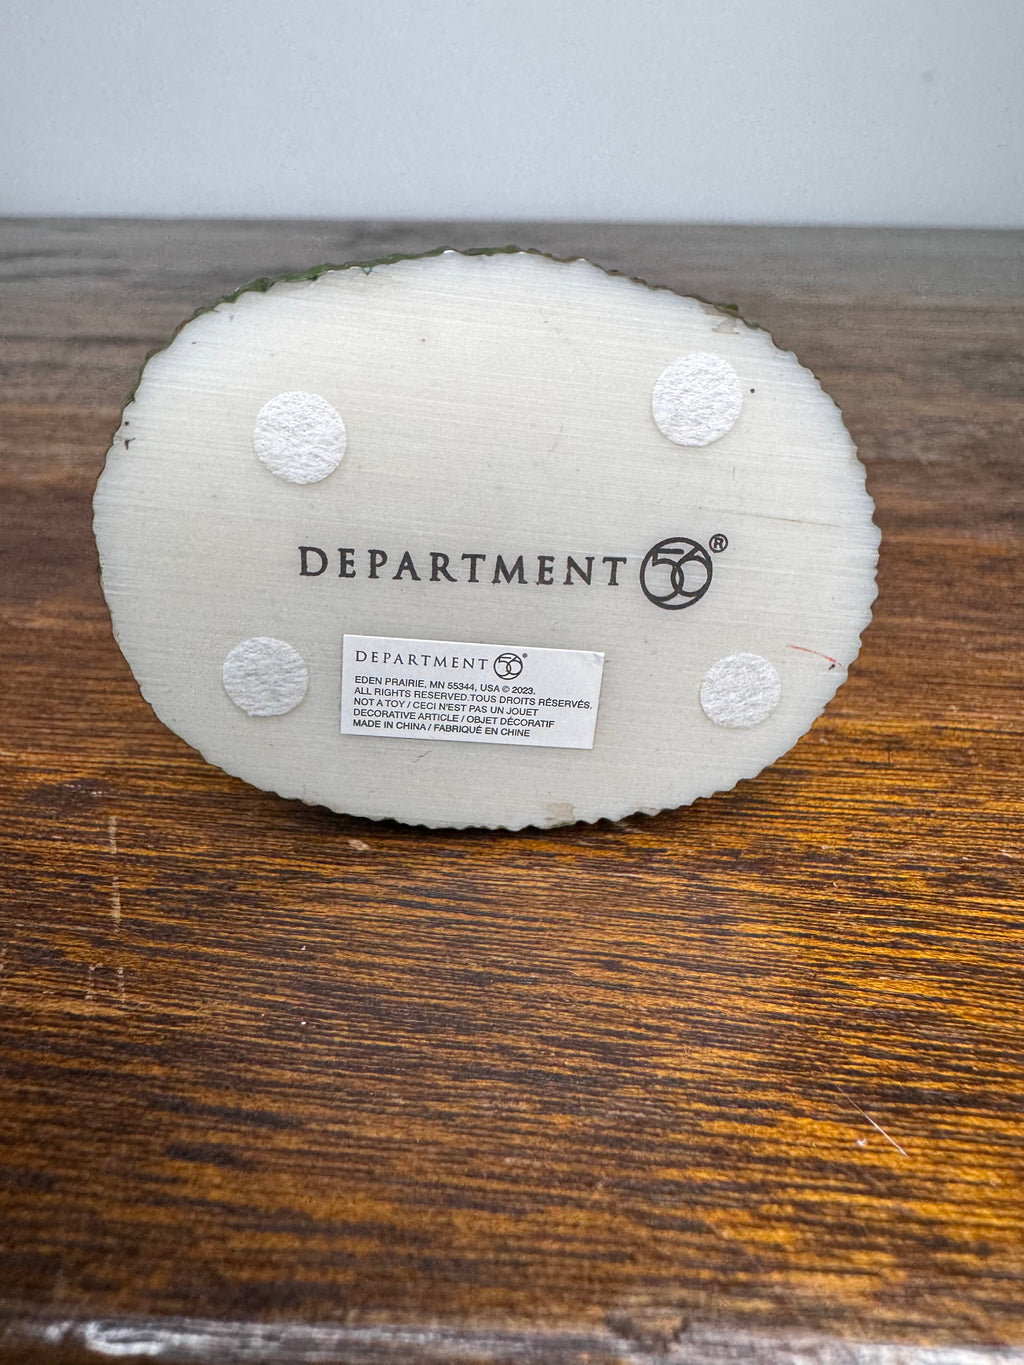 DEPARTMENT 56®
DEPARTMENT 56®
EDEN PRAIRIE, MN 55344, USA © 2023.
ALL RIGHTS RESERVED.TOUS DROITS RÉSERVÉS.
NOT A TOY / CECI N'EST PAS UN JOUET
DECORATIVE ARTICLE / OBJET DÉCORATIF
MADE IN CHINA / FABRIQUÉ EN CHINE